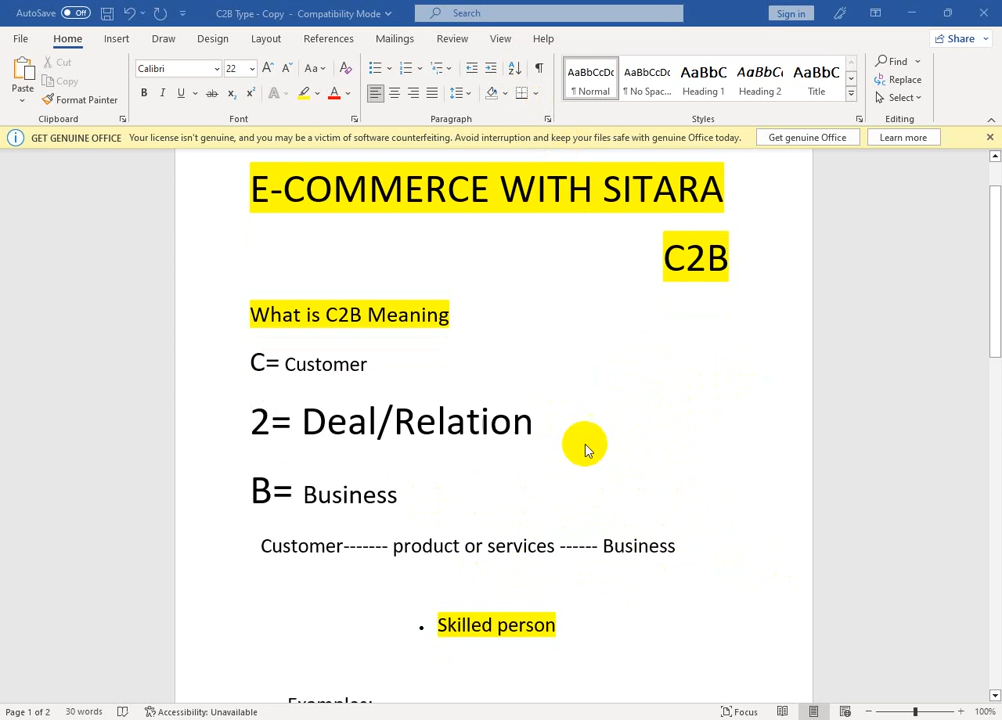 AutoSave Off C2B Type - Copy - Compatibility Mode Search Sign in
File Home Insert Draw Design Layout References Mailings Review View Help Share
Paste Cut Copy Format Painter
Calibri 22
AaBbCcDc ¶ Normal AaBbCcDc ¶ No Spac... AaBbC Heading 1 AaBbCc Heading 2 AaBbC Title
Find Replace Select
Clipboard Font Paragraph Styles Editing
GET GENUINE OFFICE Your license isn't genuine, and you may be a victim of software counterfeiting. Avoid interruption and keep your files safe with genuine Office today. Get genuine Office Learn more
E-COMMERCE WITH SITARA
C2B
What is C2B Meaning
C= Customer
2= Deal/Relation
B= Business
Customer------- product or services ------ Business
• Skilled person
Examples:
Page 1 of 2 30 words Accessibility: Unavailable Focus 100%